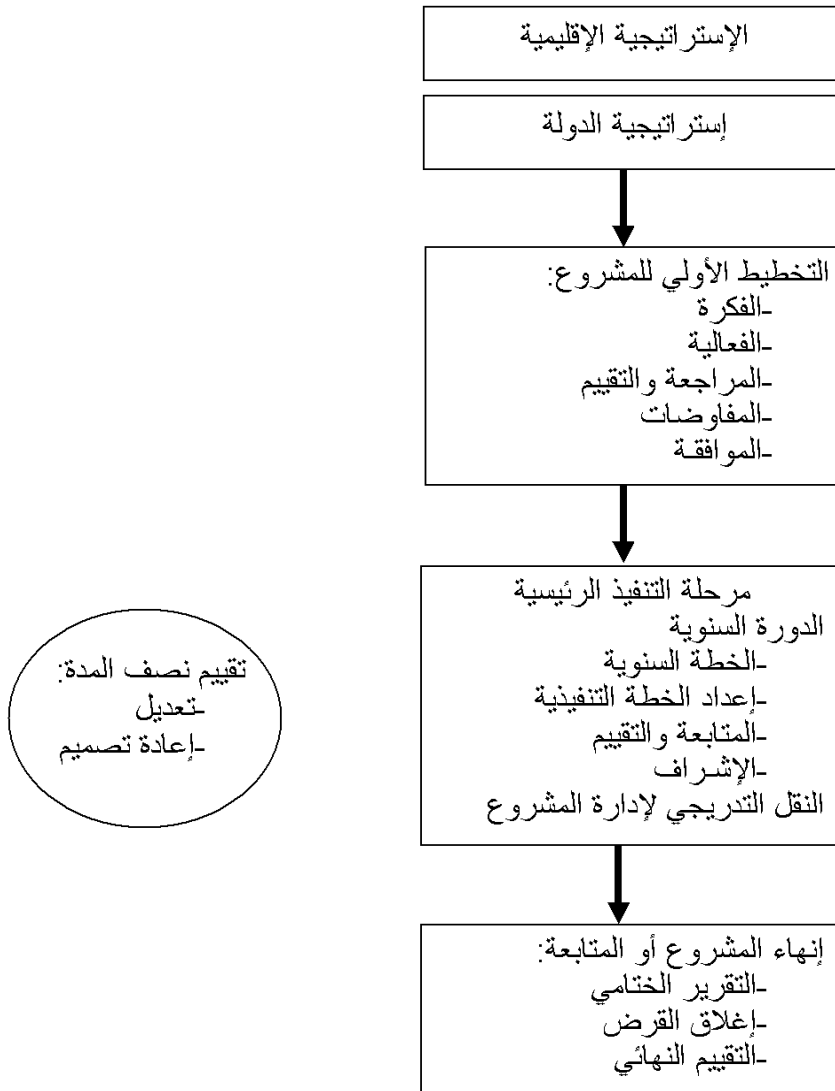 الإستراتيجية الإقليمية
إستراتيجية الدولة
التخطيط الأولي للمشروع:
-الفكرة
-الفعالية
-المراجعة والتقييم
-المفاوضات
-الموافقة
مرحلة التنفيذ الرئيسية
الدورة السنوية
-الخطة السنوية
-إعداد الخطة التنفيذية
-المتابعة والتقييم
-الإشراف
النقل التدريجي لإدارة المشروع
تقييم نصف المدة:
-تعديل
-إعادة تصميم
إنهاء المشروع أو المتابعة:
-التقرير الختامي
-إغلاق القرض
-التقييم النهائي